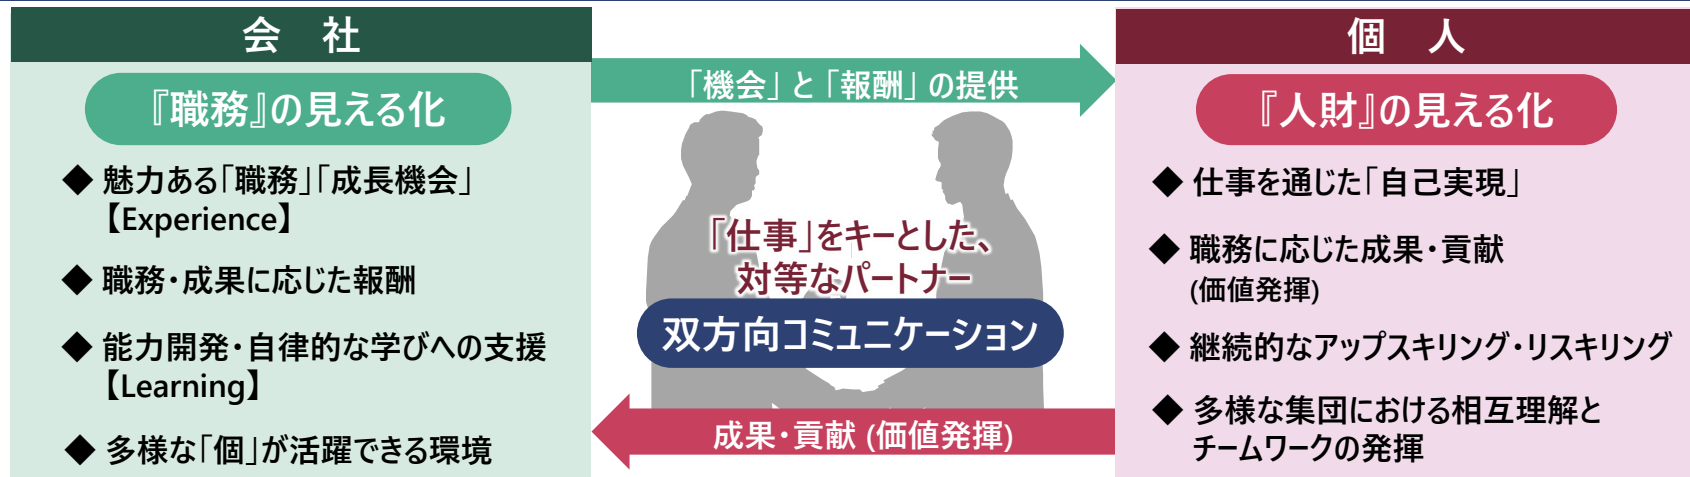 会 社
『職務』の見える化
◆ 魅力ある「職務」「成長機会」
【Experience】
◆ 職務・成果に応じた報酬
◆ 能力開発・自律的な学びへの支援
【Learning】
◆ 多様な「個」が活躍できる環境
「機会」と「報酬」の提供
「仕事」をキーとした、
対等なパートナー
双方向コミュニケーション
成果・貢献 (価値発揮)
個 人
『人財』の見える化
◆ 仕事を通じた「自己実現」
◆ 職務に応じた成果・貢献
(価値発揮)
◆ 継続的なアップスキリング・リスキリング
◆ 多様な集団における相互理解と
チームワークの発揮